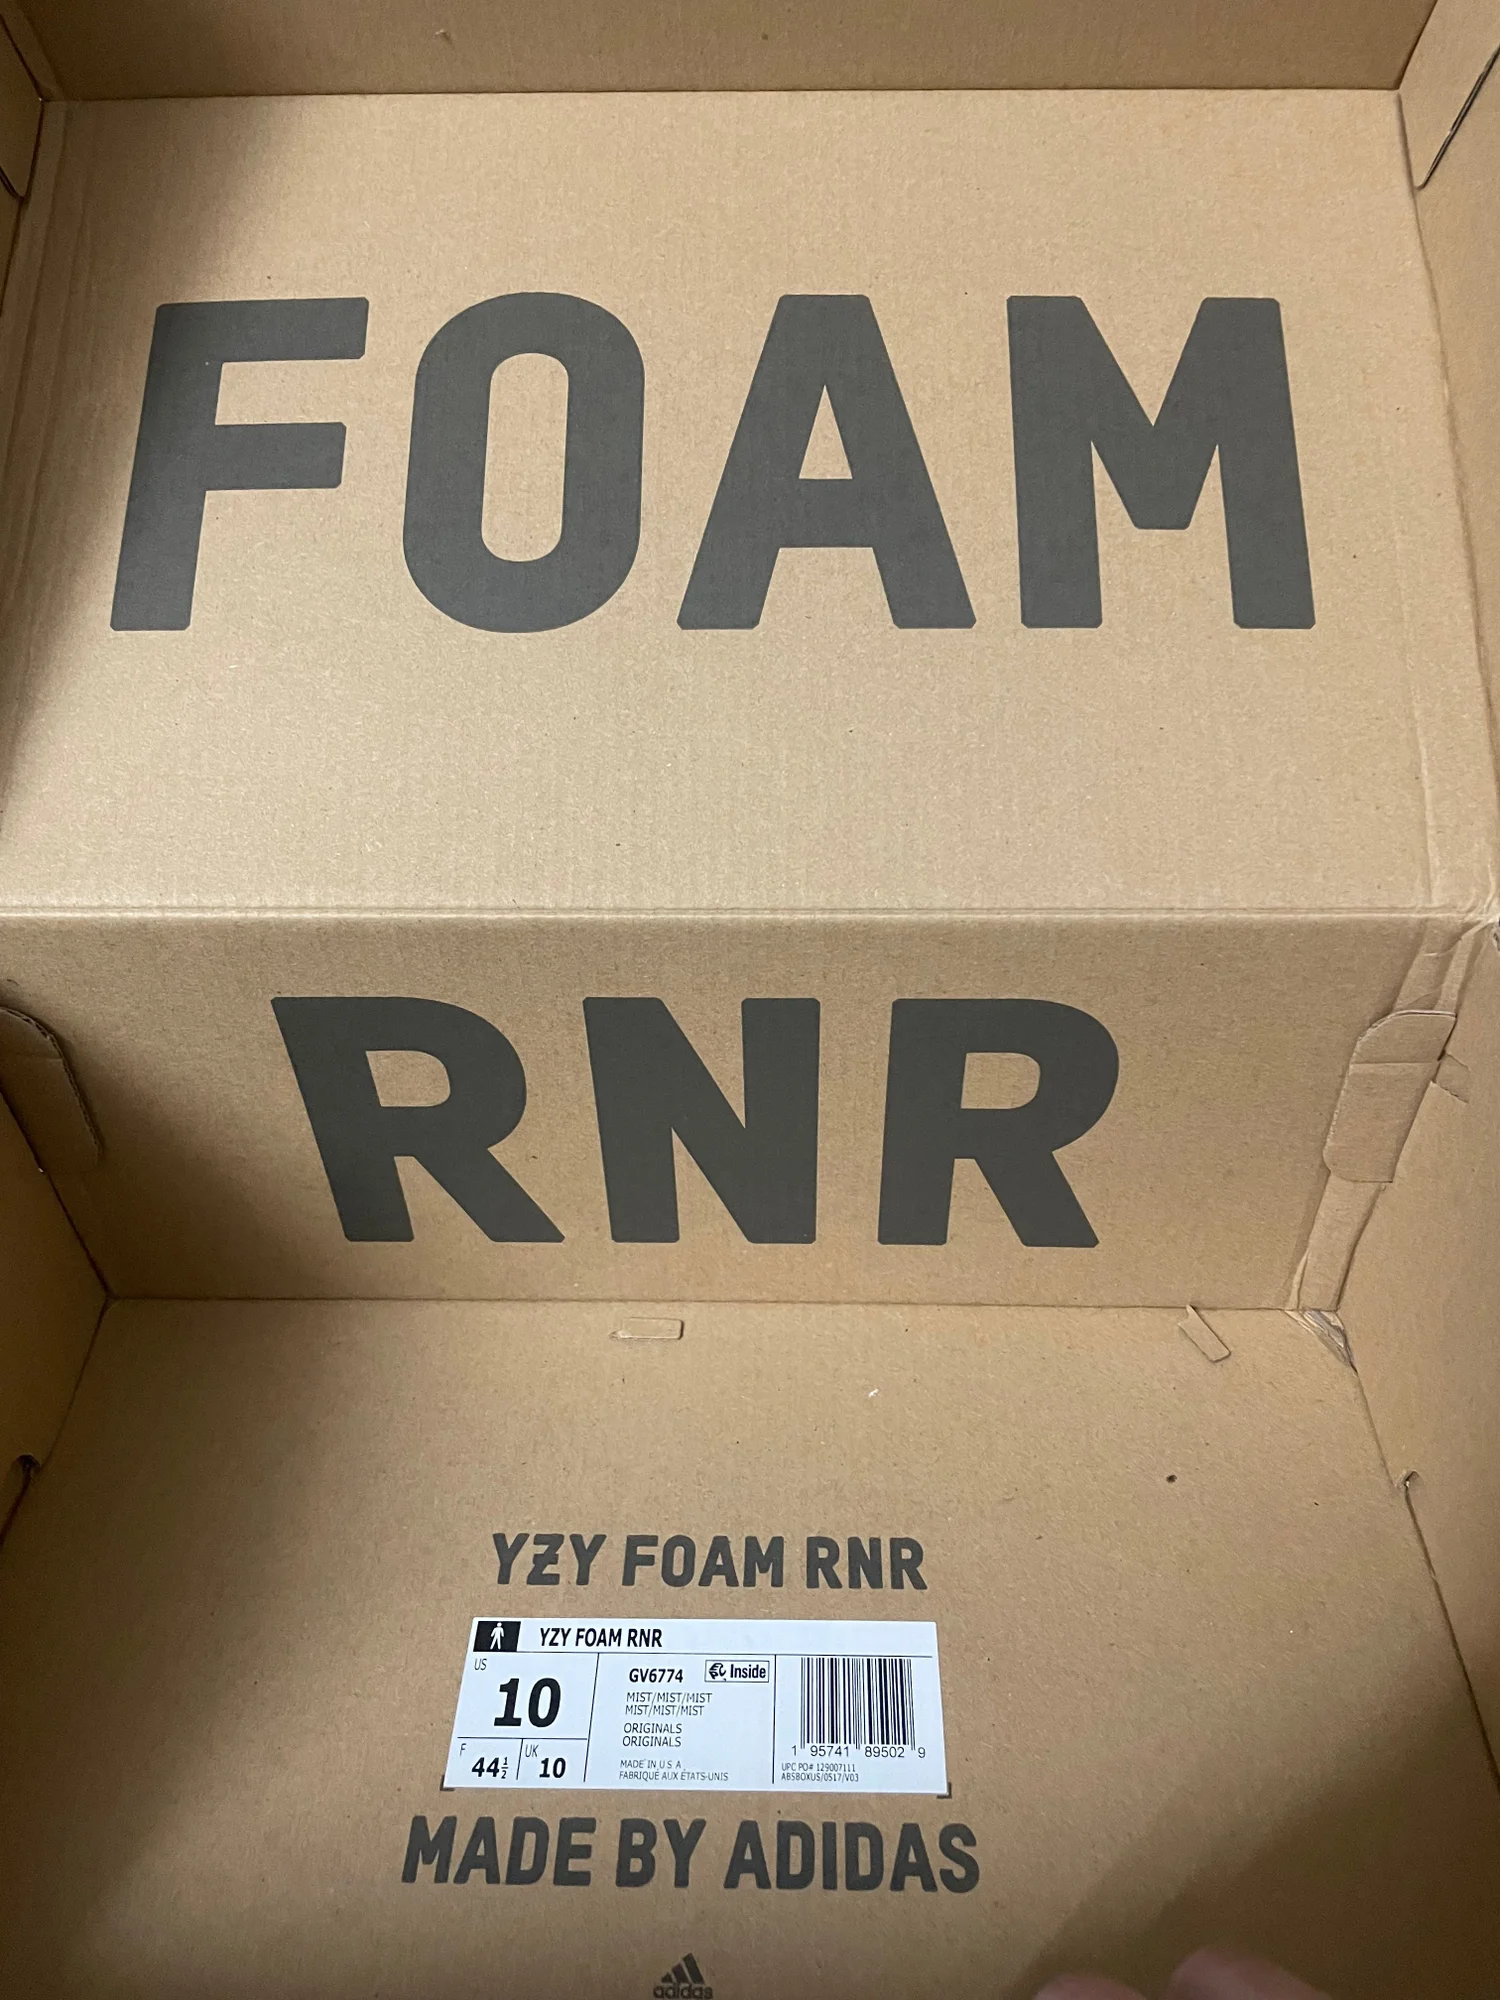 FOAM
RNR
YZY FOAM RNR
YZY FOAM RNR
US
10
F
44½
UK
10
GV6774
Inside
MIST/MIST/MIST
MIST/MIST/MIST
ORIGINALS
ORIGINALS
MADE IN U S A
FABRIQUÉ AUX ÉTATS-UNIS
1 95741 89502 9
UPC PO# 129007111
ABSBOXUS/0517/V03
MADE BY ADIDAS
adidas